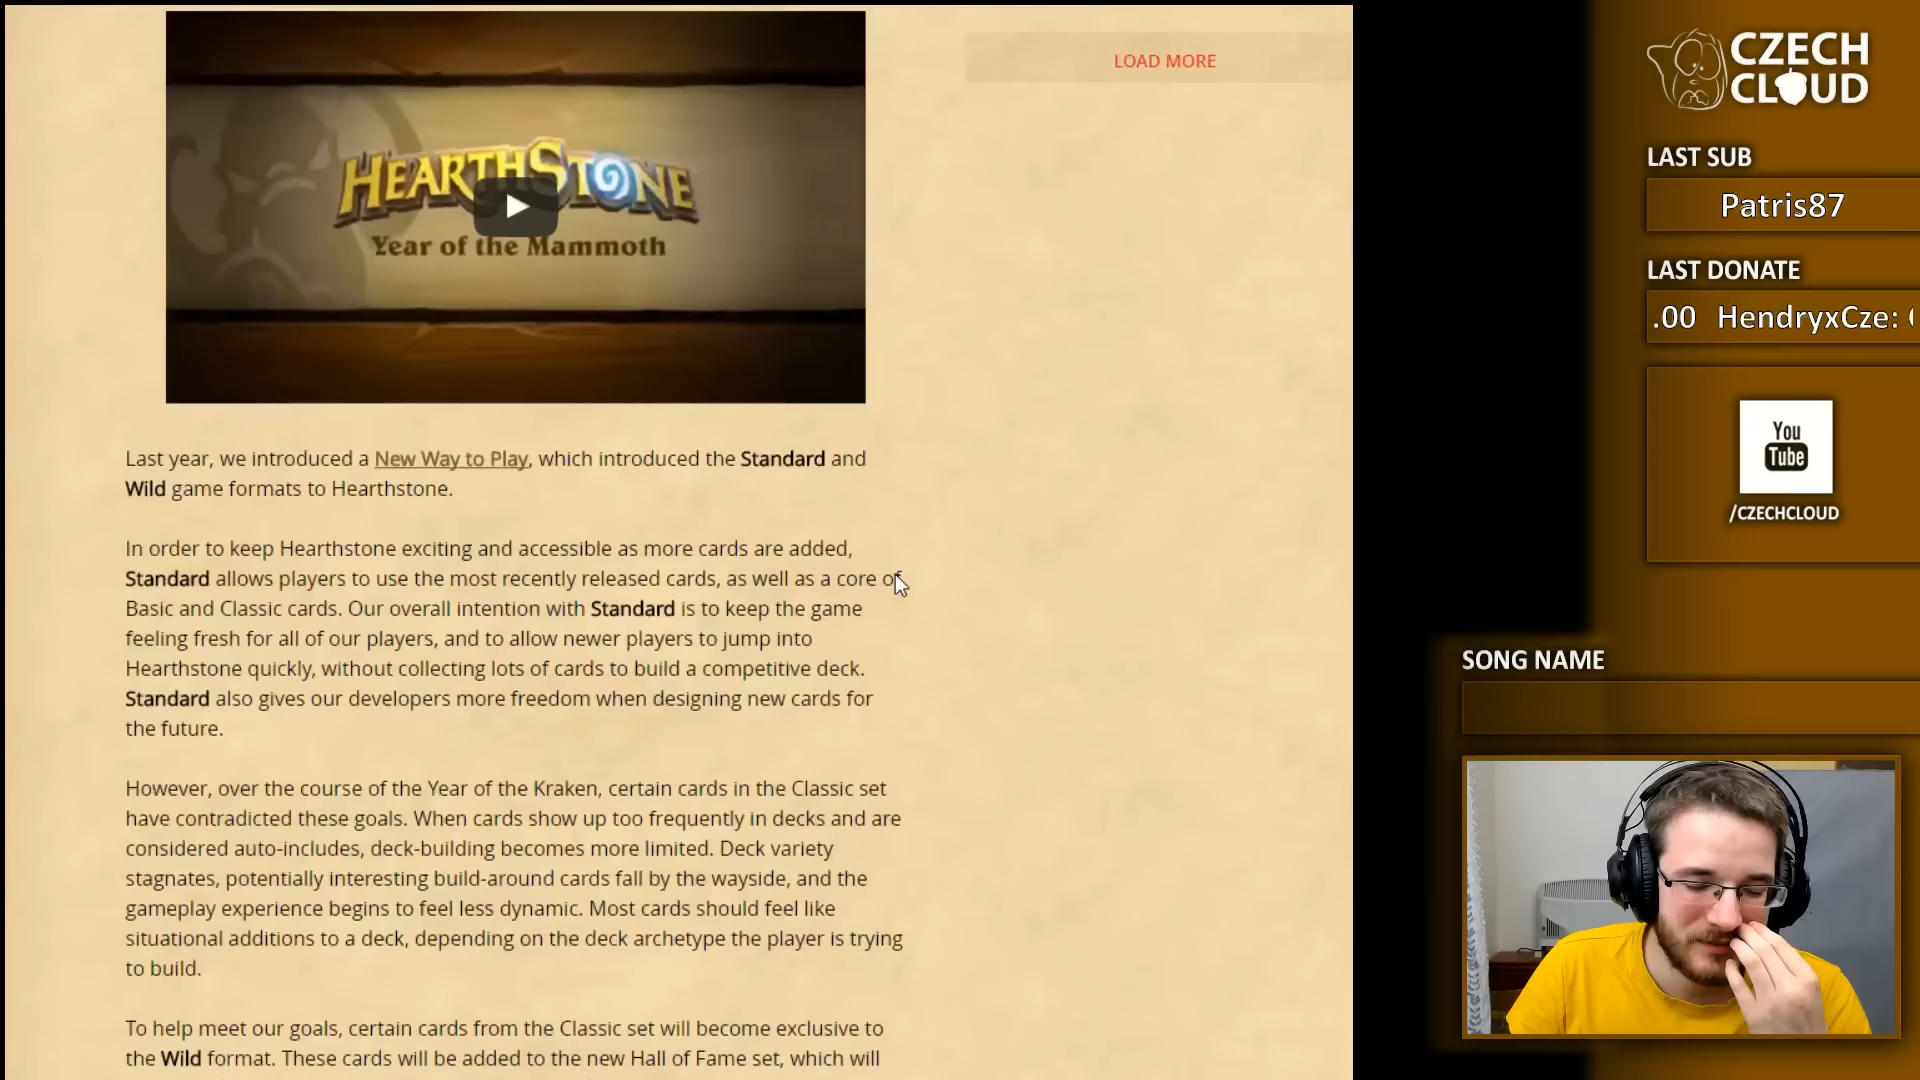 HEARTHSTONE
Year of the Mammoth
Last year, we introduced a New Way to Play, which introduced the Standard and
Wild game formats to Hearthstone.
In order to keep Hearthstone exciting and accessible as more cards are added,
Standard allows players to use the most recently released cards, as well as a core of
Basic and Classic cards. Our overall intention with Standard is to keep the game
feeling fresh for all of our players, and to allow newer players to jump into
Hearthstone quickly, without collecting lots of cards to build a competitive deck.
Standard also gives our developers more freedom when designing new cards for
the future.
However, over the course of the Year of the Kraken, certain cards in the Classic set
have contradicted these goals. When cards show up too frequently in decks and are
considered auto-includes, deck-building becomes more limited. Deck variety
stagnates, potentially interesting build-around cards fall by the wayside, and the
gameplay experience begins to feel less dynamic. Most cards should feel like
situational additions to a deck, depending on the deck archetype the player is trying
to build.
To help meet our goals, certain cards from the Classic set will become exclusive to
the Wild format. These cards will be added to the new Hall of Fame set, which will
LOAD MORE
CZECH
CLOUD
LAST SUB
Patris87
LAST DONATE
.00 HendryxCze:
You
Tube
/CZECHCLOUD
SONG NAME